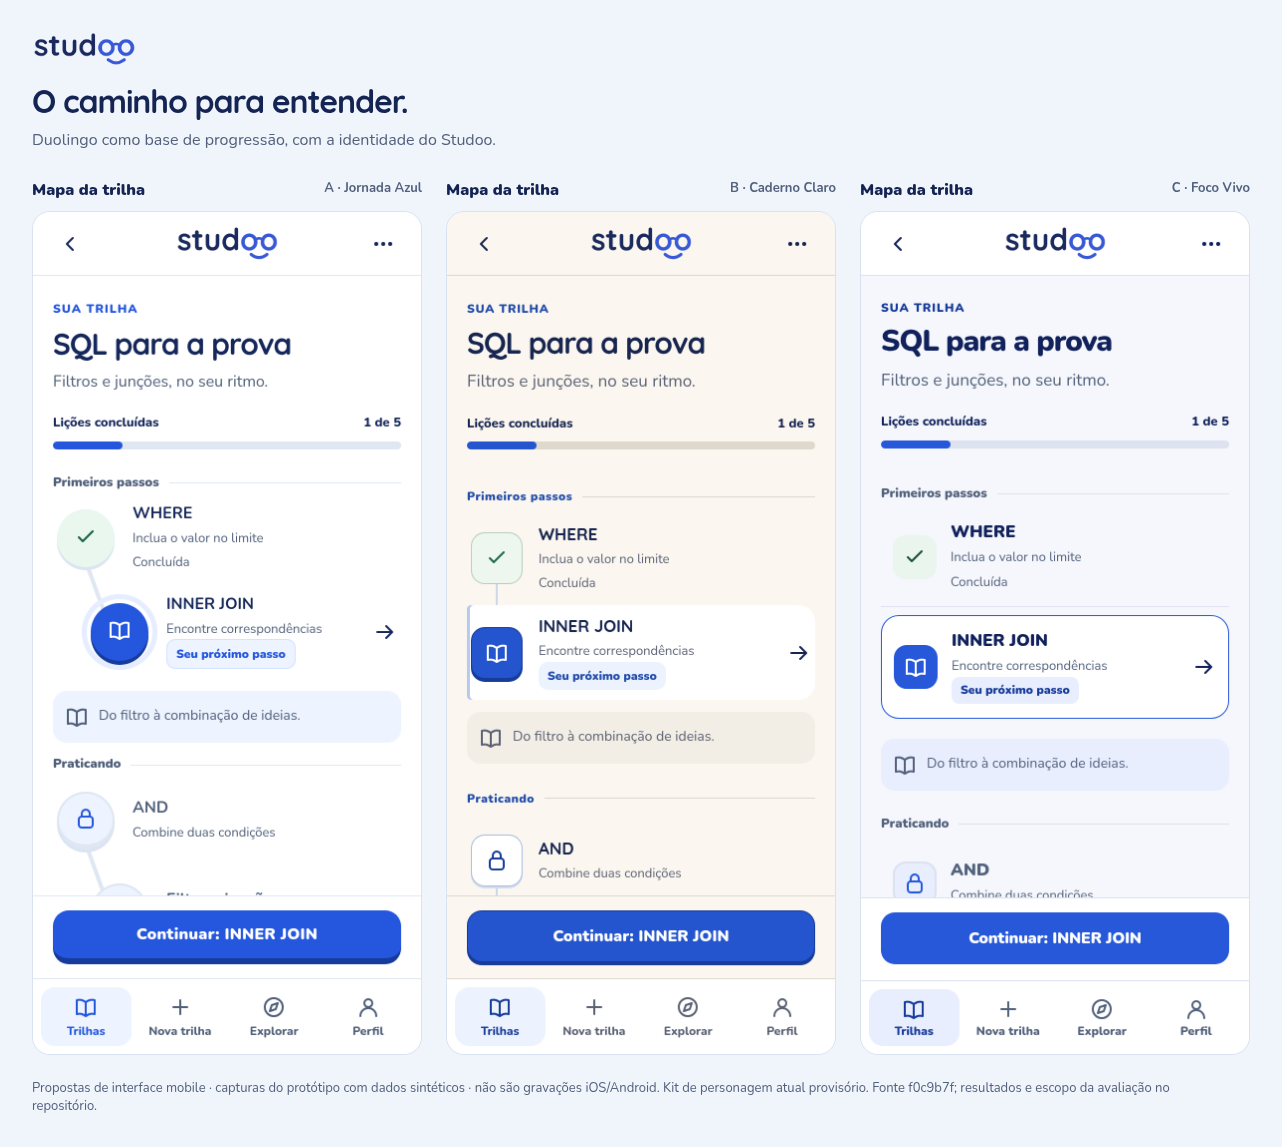 studoo
O caminho para entender.
Duolingo como base de progressão, com a identidade do Studoo.
Mapa da trilha
A · Jornada Azul
studoo
SUA TRILHA
SQL para a prova
Filtros e junções, no seu ritmo.
Lições concluídas
1 de 5
Primeiros passos
WHERE
Inclua o valor no limite
Concluída
INNER JOIN
Encontre correspondências
Seu próximo passo
Do filtro à combinação de ideias.
Praticando
AND
Combine duas condições
Continuar: INNER JOIN
Trilhas
Nova trilha
Explorar
Perfil
Mapa da trilha
B · Caderno Claro
studoo
SUA TRILHA
SQL para a prova
Filtros e junções, no seu ritmo.
Lições concluídas
1 de 5
Primeiros passos
WHERE
Inclua o valor no limite
Concluída
INNER JOIN
Encontre correspondências
Seu próximo passo
Do filtro à combinação de ideias.
Praticando
AND
Combine duas condições
Continuar: INNER JOIN
Trilhas
Nova trilha
Explorar
Perfil
Mapa da trilha
C · Foco Vivo
studoo
SUA TRILHA
SQL para a prova
Filtros e junções, no seu ritmo.
Lições concluídas
1 de 5
Primeiros passos
WHERE
Inclua o valor no limite
Concluída
INNER JOIN
Encontre correspondências
Seu próximo passo
Do filtro à combinação de ideias.
Praticando
AND
Combine duas condições
Continuar: INNER JOIN
Trilhas
Nova trilha
Explorar
Perfil
Propostas de interface mobile · capturas do protótipo com dados sintéticos · não são gravações iOS/Android. Kit de personagem atual provisório. Fonte f0c9b7f; resultados e escopo da avaliação no
repositório.